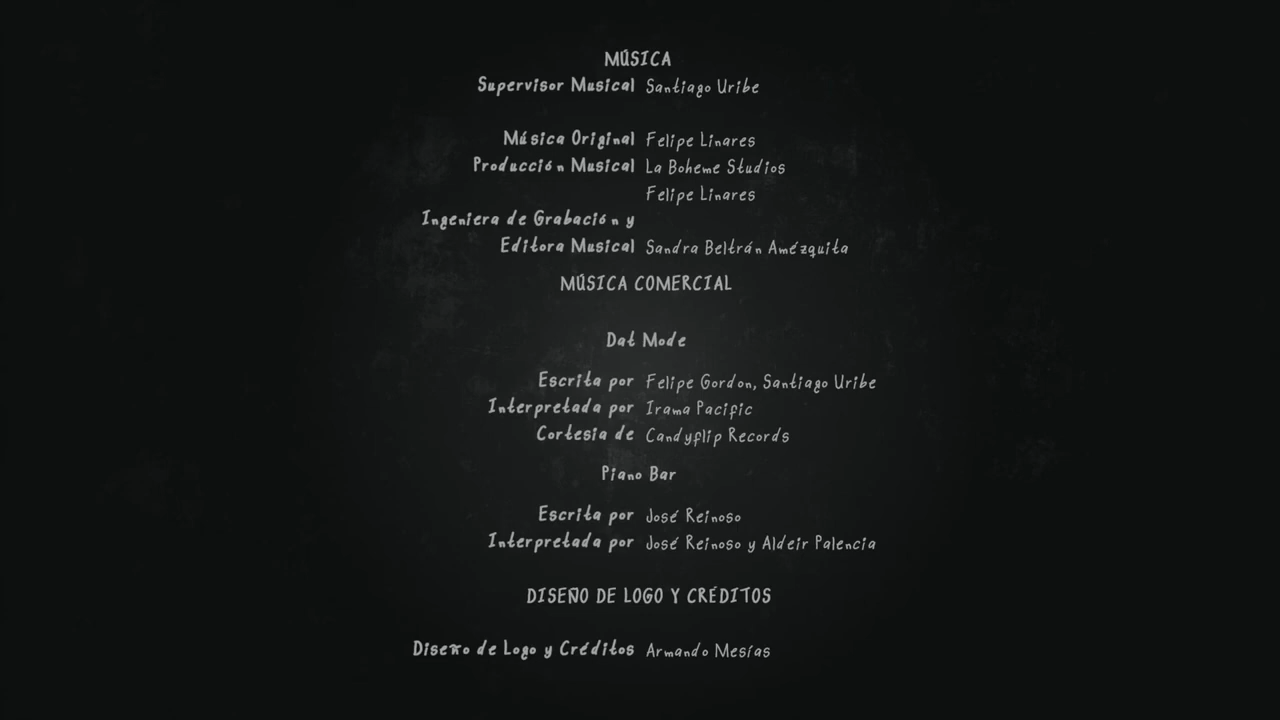 MÚSICA
Supervisor Musical Santiago Uribe
Música Original Felipe Linares
Producción Musical La Boheme Studios
Felipe Linares
Ingeniera de Grabación y
Editora Musical Sandra Beltrán Amézquita
MÚSICA COMERCIAL
Dat Mode
Escrita por Felipe Gordon, Santiago Uribe
Interpretada por Irama Pacific
Cortesia de Candyflip Records
Piano Bar
Escrita por José Reinoso
Interpretada por José Reinoso y Aldeir Palencia
DISEÑO DE LOGO Y CRÉDITOS
Diseño de Logo y Créditos Armando Mesías